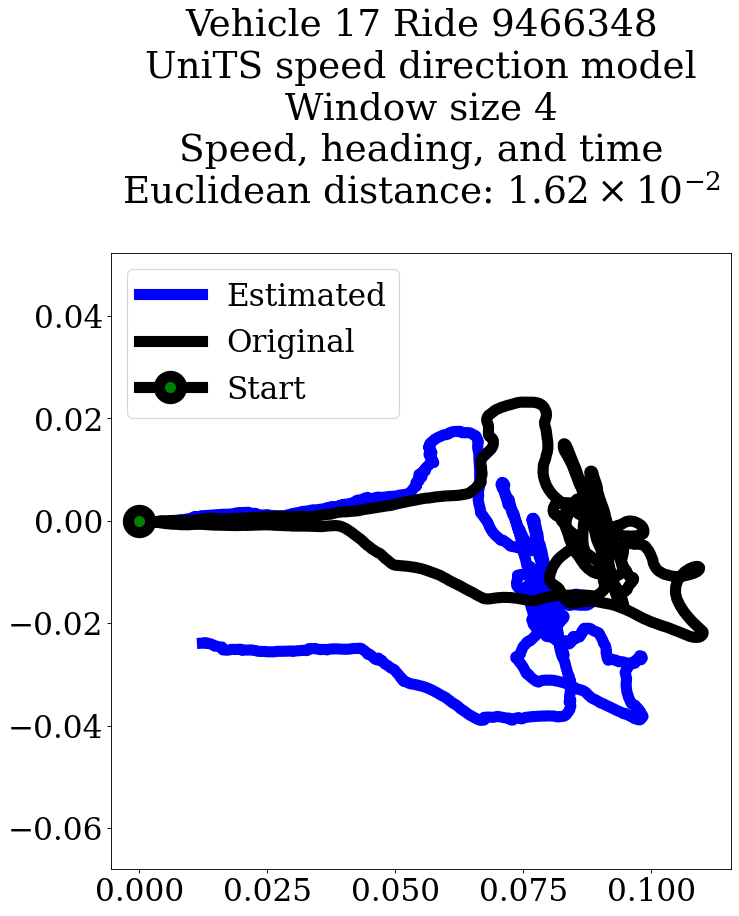 Vehicle 17 Ride 9466348
UniTS speed direction model
Window size 4
Speed, heading, and time
Euclidean distance: 1.62 × 10⁻²
Estimated
Original
Start
0.04
0.02
0.00
−0.02
−0.04
−0.06
0.000 0.025 0.050 0.075 0.100